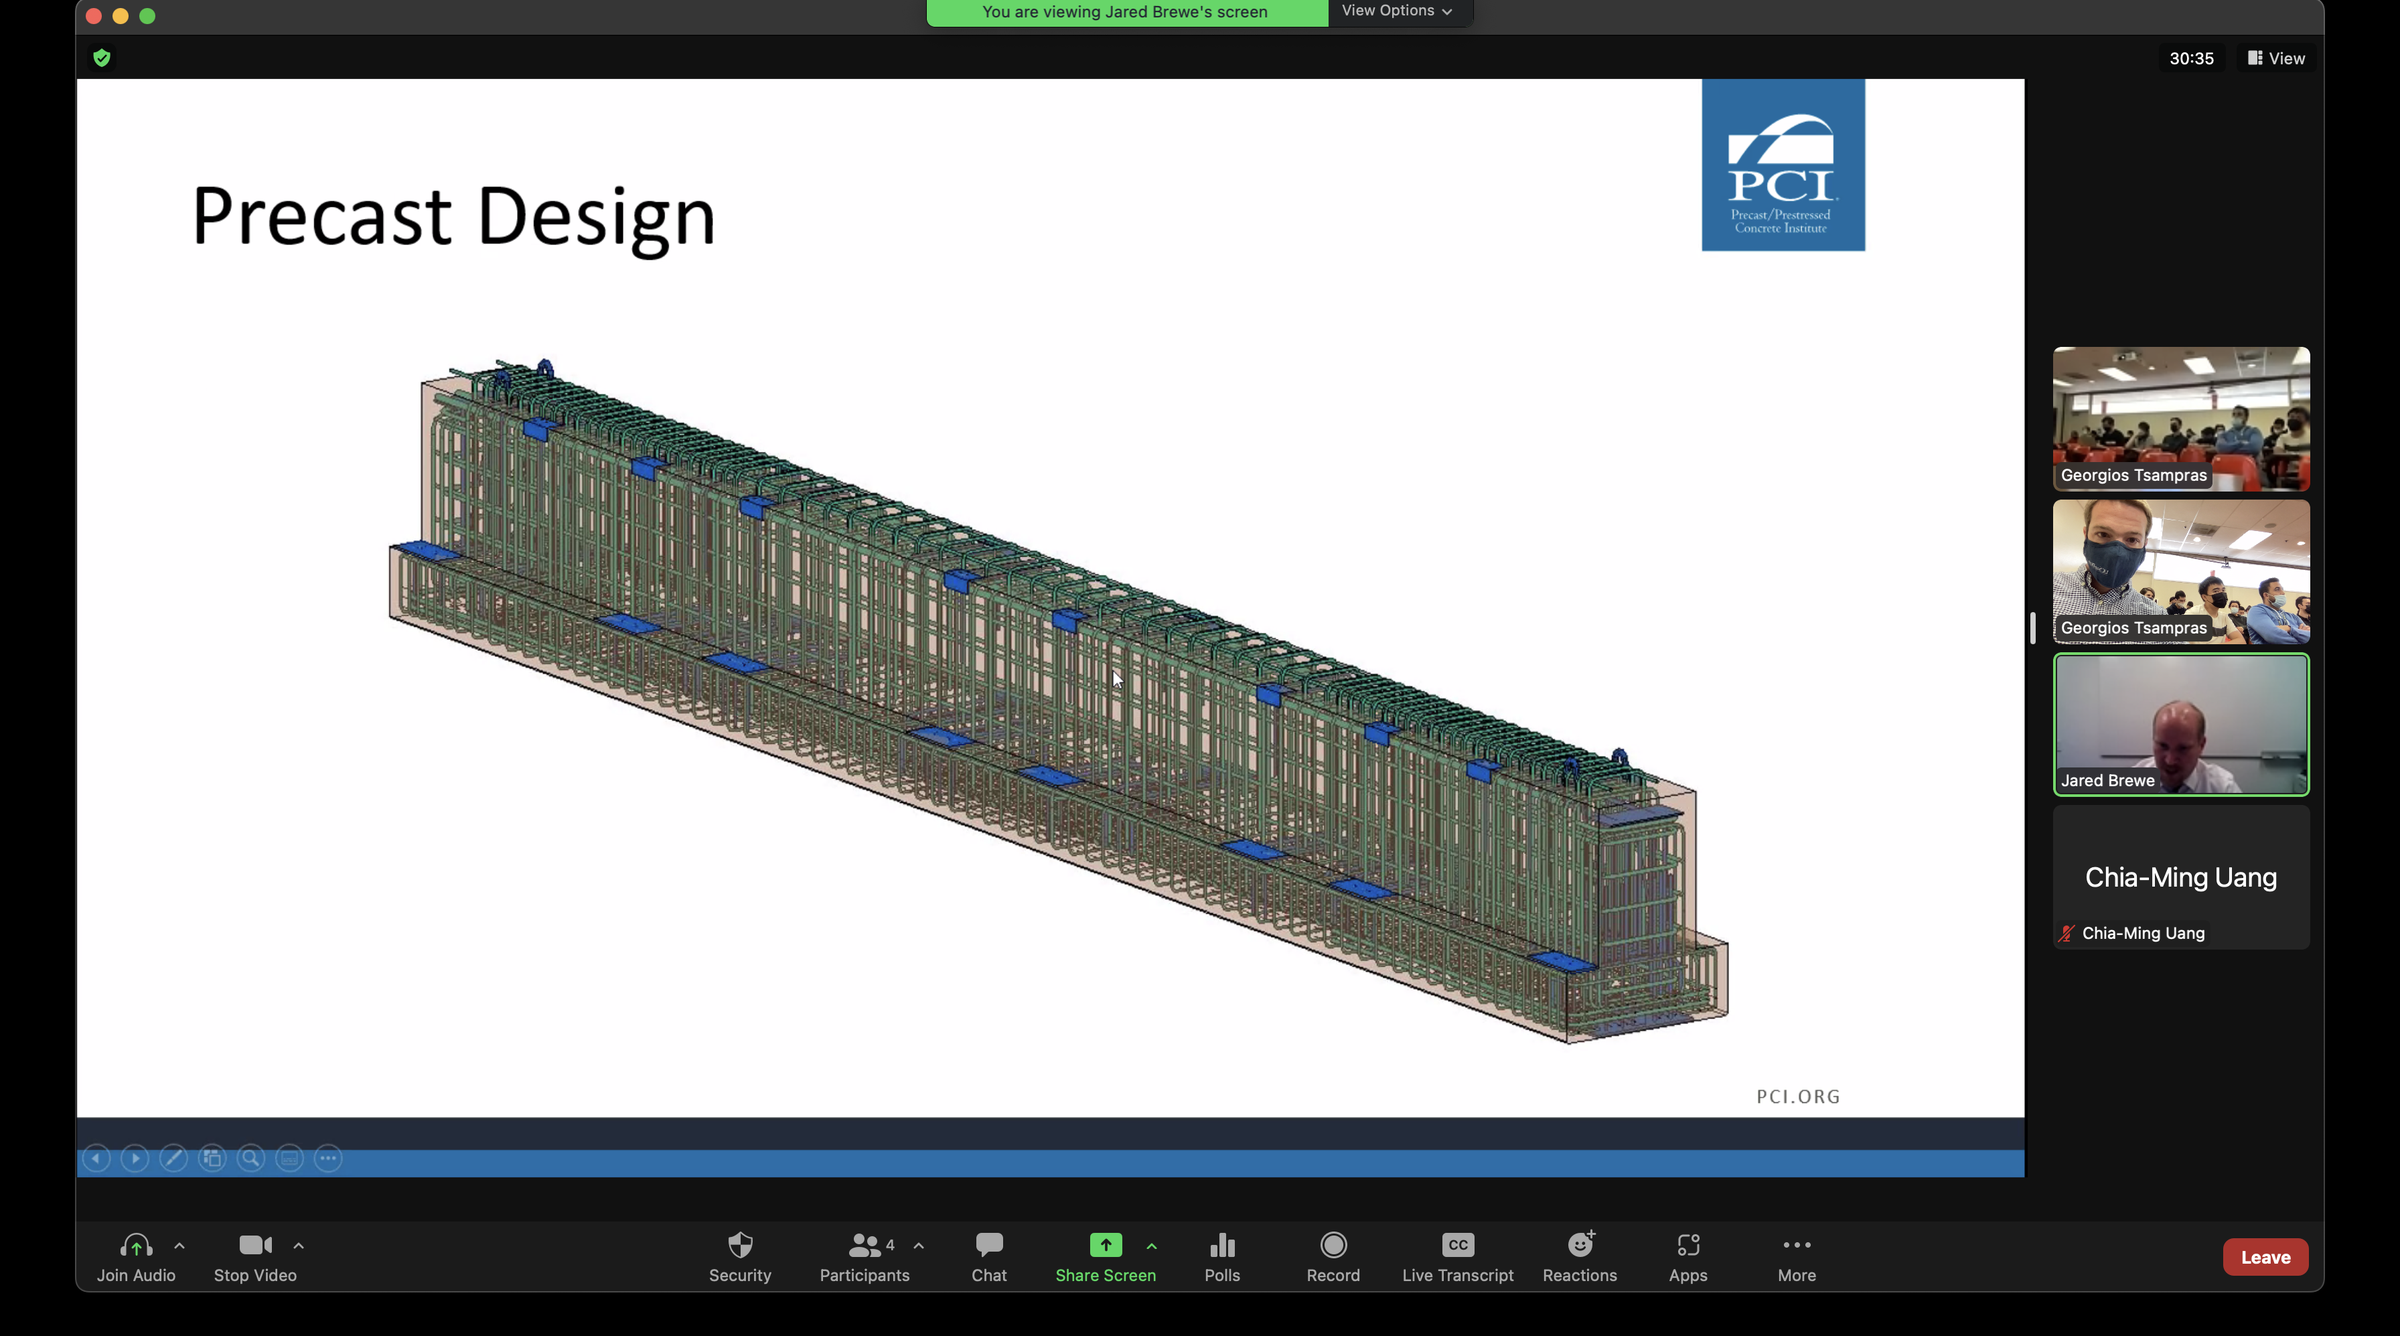 You are viewing Jared Brewe's screen
View Options
30:35
View
PCI
Precast/Prestressed
Concrete Institute
Precast Design
Georgios Tsampras
Georgios Tsampras
Jared Brewe
Chia-Ming Uang
Chia-Ming Uang
PCI.ORG
4
CC
Join Audio
Stop Video
Security
Participants
Chat
Share Screen
Polls
Record
Live Transcript
Reactions
Apps
More
Leave